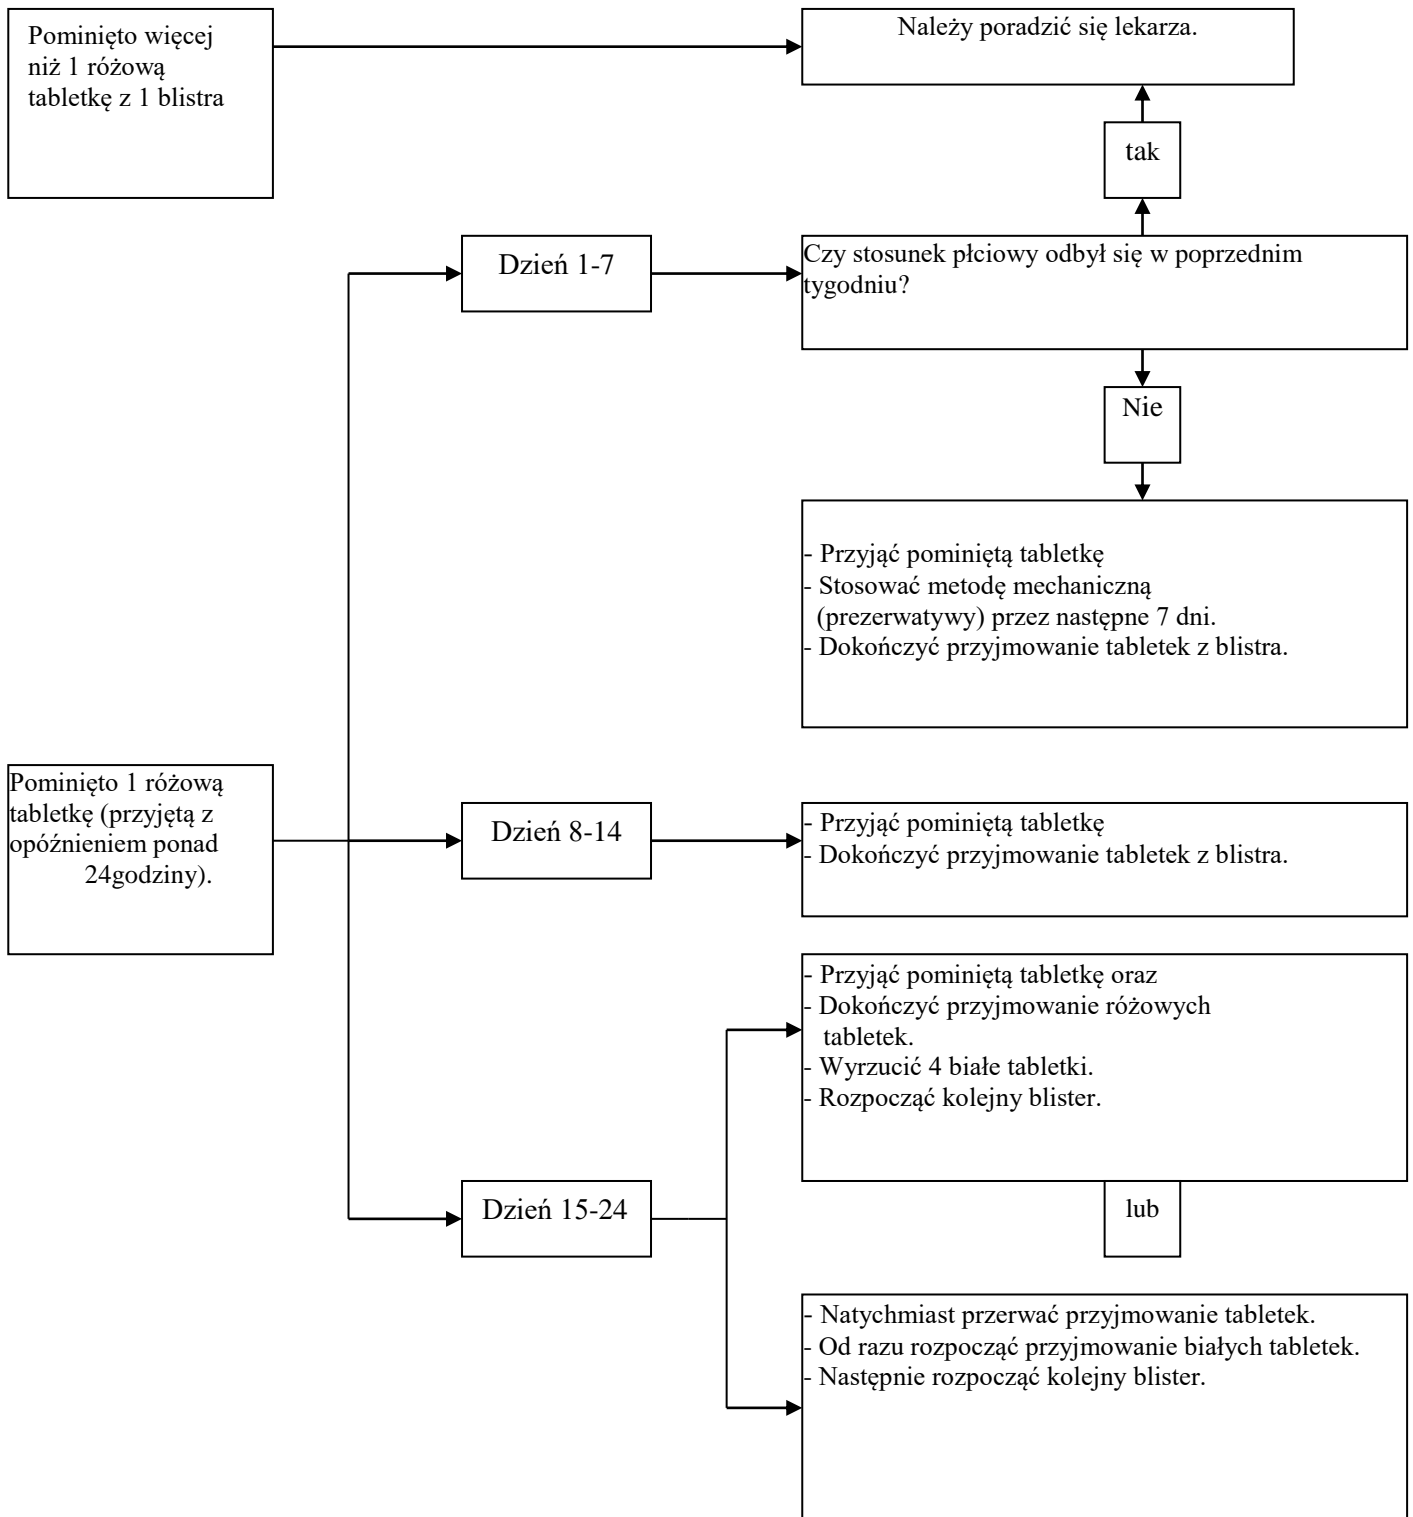 Pominięto więcej
niż 1 różową
tabletkę z 1 blistra
Należy poradzić się lekarza.
tak
Dzień 1-7
Czy stosunek płciowy odbył się w poprzednim
tygodniu?
Nie
- Przyjąć pominiętą tabletkę
- Stosować metodę mechaniczną
(prezerwatywy) przez następne 7 dni.
- Dokończyć przyjmowanie tabletek z blistra.
Pominięto 1 różową
tabletkę (przyjętą z
opóźnieniem ponad
24godziny).
Dzień 8-14
- Przyjąć pominiętą tabletkę
- Dokończyć przyjmowanie tabletek z blistra.
- Przyjąć pominiętą tabletkę oraz
- Dokończyć przyjmowanie różowych
tabletek.
- Wyrzucić 4 białe tabletki.
- Rozpocząć kolejny blister.
Dzień 15-24
lub
- Natychmiast przerwać przyjmowanie tabletek.
- Od razu rozpocząć przyjmowanie białych tabletek.
- Następnie rozpocząć kolejny blister.